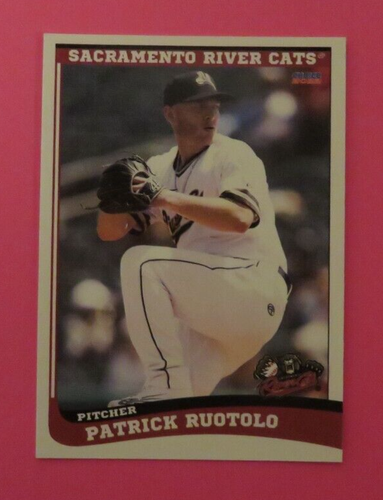 SACRAMENTO RIVER CATS
PITCHER
PATRICK RUOTOLO